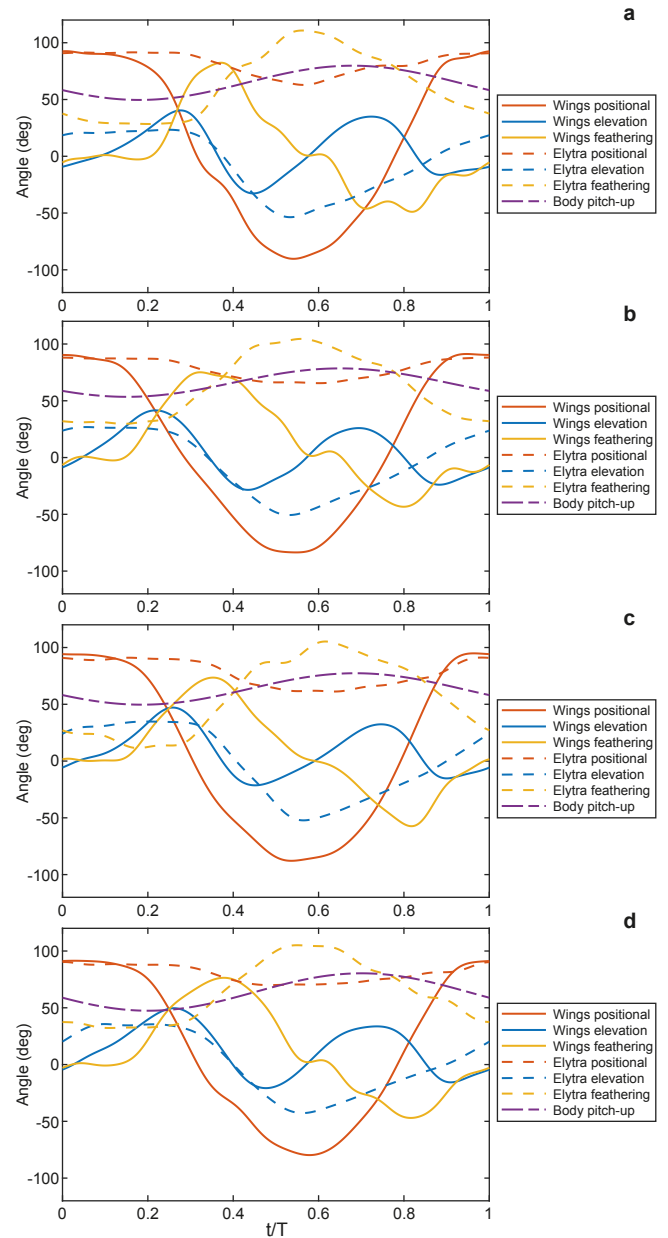 a
100
50
0
-50
-100
Angle (deg)
0
0.2
0.4
0.6
0.8
1
Wings positional
Wings elevation
Wings feathering
Elytra positional
Elytra elevation
Elytra feathering
Body pitch-up
b
100
50
0
-50
-100
Angle (deg)
0
0.2
0.4
0.6
0.8
1
Wings positional
Wings elevation
Wings feathering
Elytra positional
Elytra elevation
Elytra feathering
Body pitch-up
c
100
50
0
-50
-100
Angle (deg)
0
0.2
0.4
0.6
0.8
1
Wings positional
Wings elevation
Wings feathering
Elytra positional
Elytra elevation
Elytra feathering
Body pitch-up
d
100
50
0
-50
-100
Angle (deg)
0
0.2
0.4
0.6
0.8
1
t/T
Wings positional
Wings elevation
Wings feathering
Elytra positional
Elytra elevation
Elytra feathering
Body pitch-up